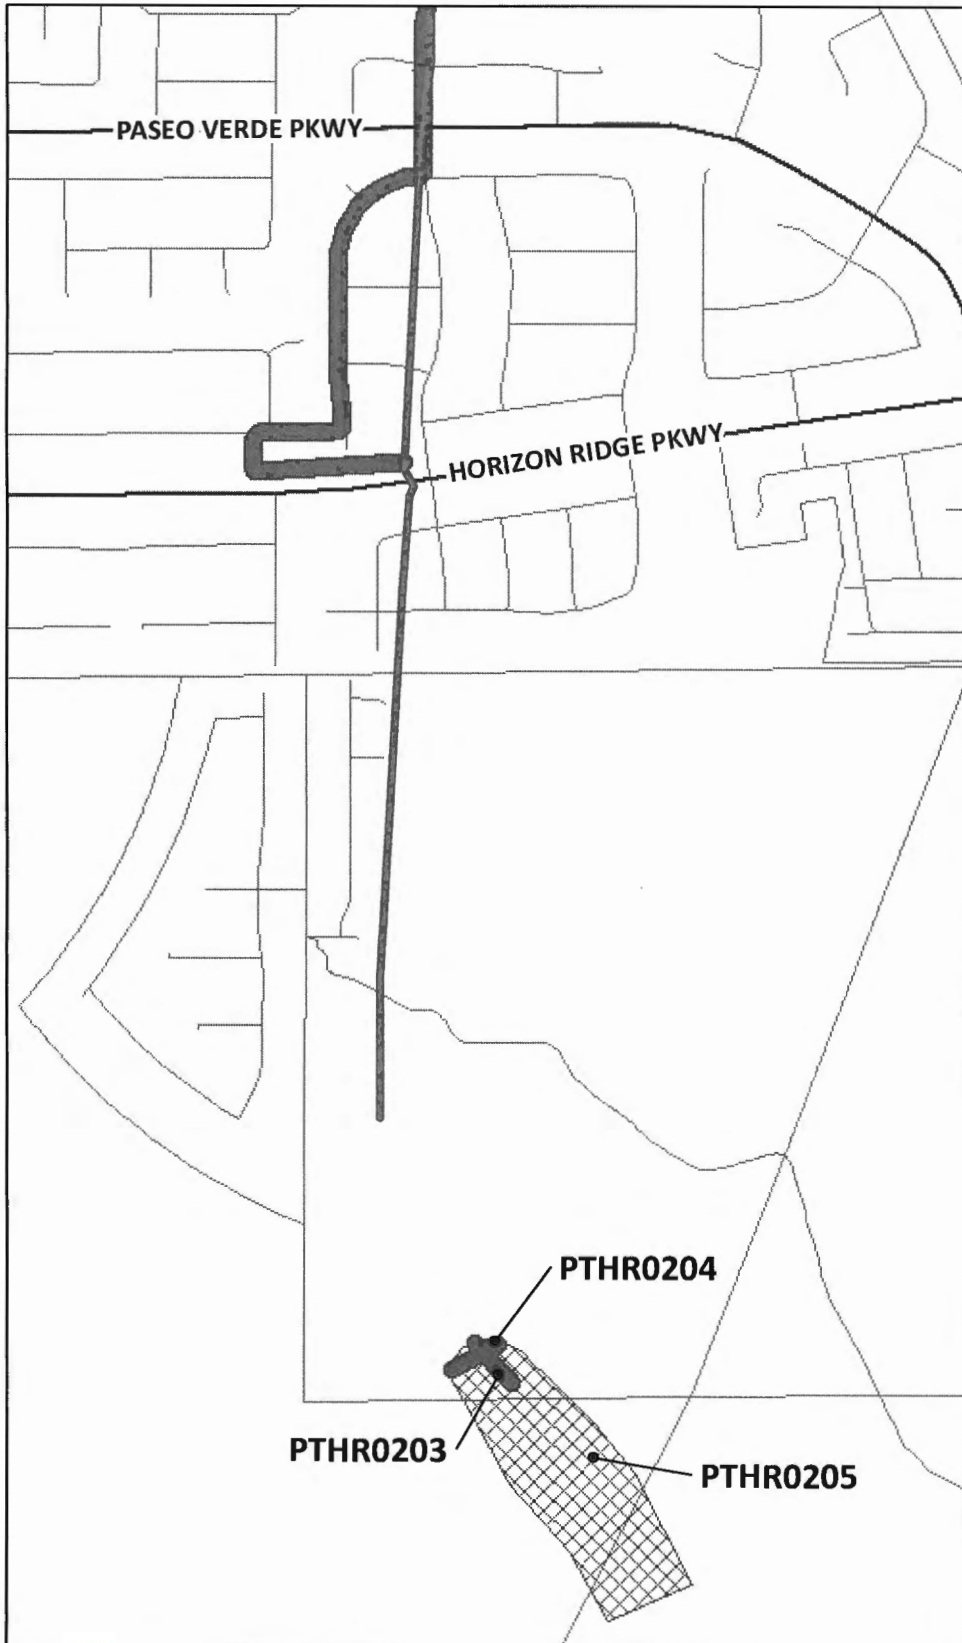 PASEO VERDE PKWY
HORIZON RIDGE PKWY
PTHR0204
PTHR0203
PTHR0205